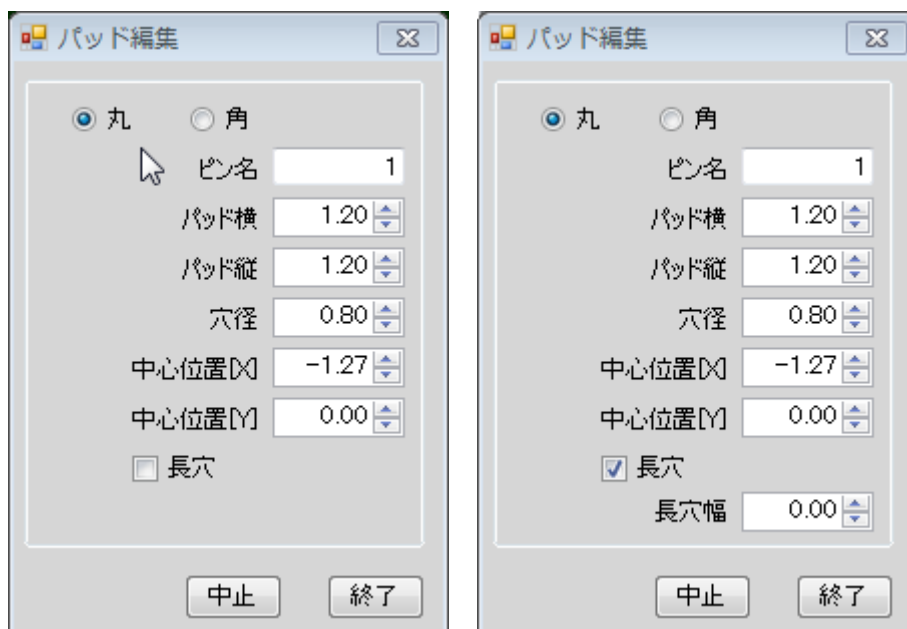 パッド編集
丸 角
ピン名 1
パッド横 1.20
パッド縦 1.20
穴径 0.80
中心位置[X] -1.27
中心位置[Y] 0.00
長穴
中止 終了
パッド編集
丸 角
ピン名 1
パッド横 1.20
パッド縦 1.20
穴径 0.80
中心位置[X] -1.27
中心位置[Y] 0.00
長穴
長穴幅 0.00
中止 終了